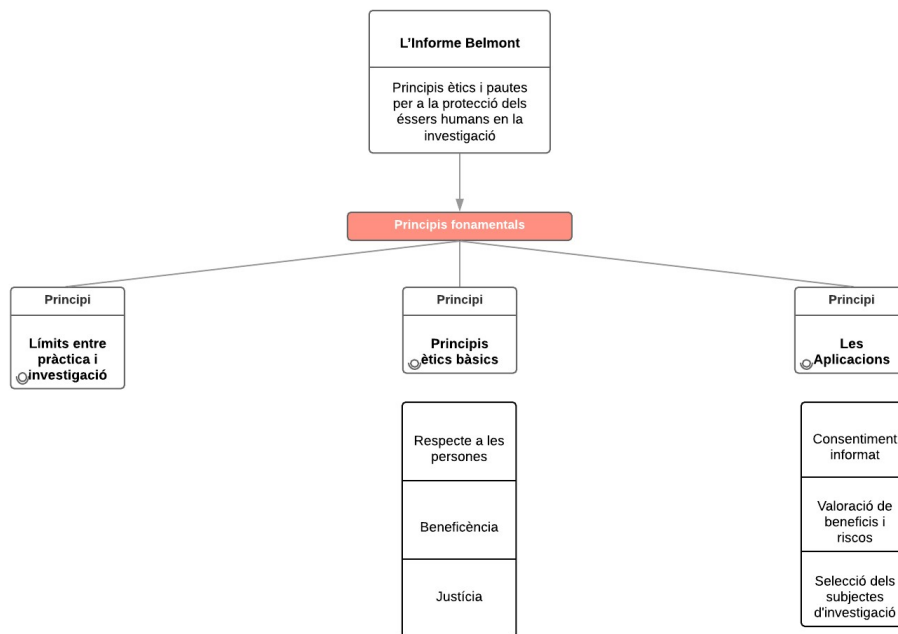 L'Informe Belmont
Principis ètics i pautes
per a la protecció dels
éssers humans en la
investigació
Principis fonamentals
Principi
Límits entre
pràctica i
investigació
Principi
Principis
ètics bàsics
Principi
Les
Aplicacions
Respecte a les
persones
Beneficència
Justícia
Consentiment
informat
Valoració de
beneficis i
riscos
Selecció dels
subjectes
d'investigació